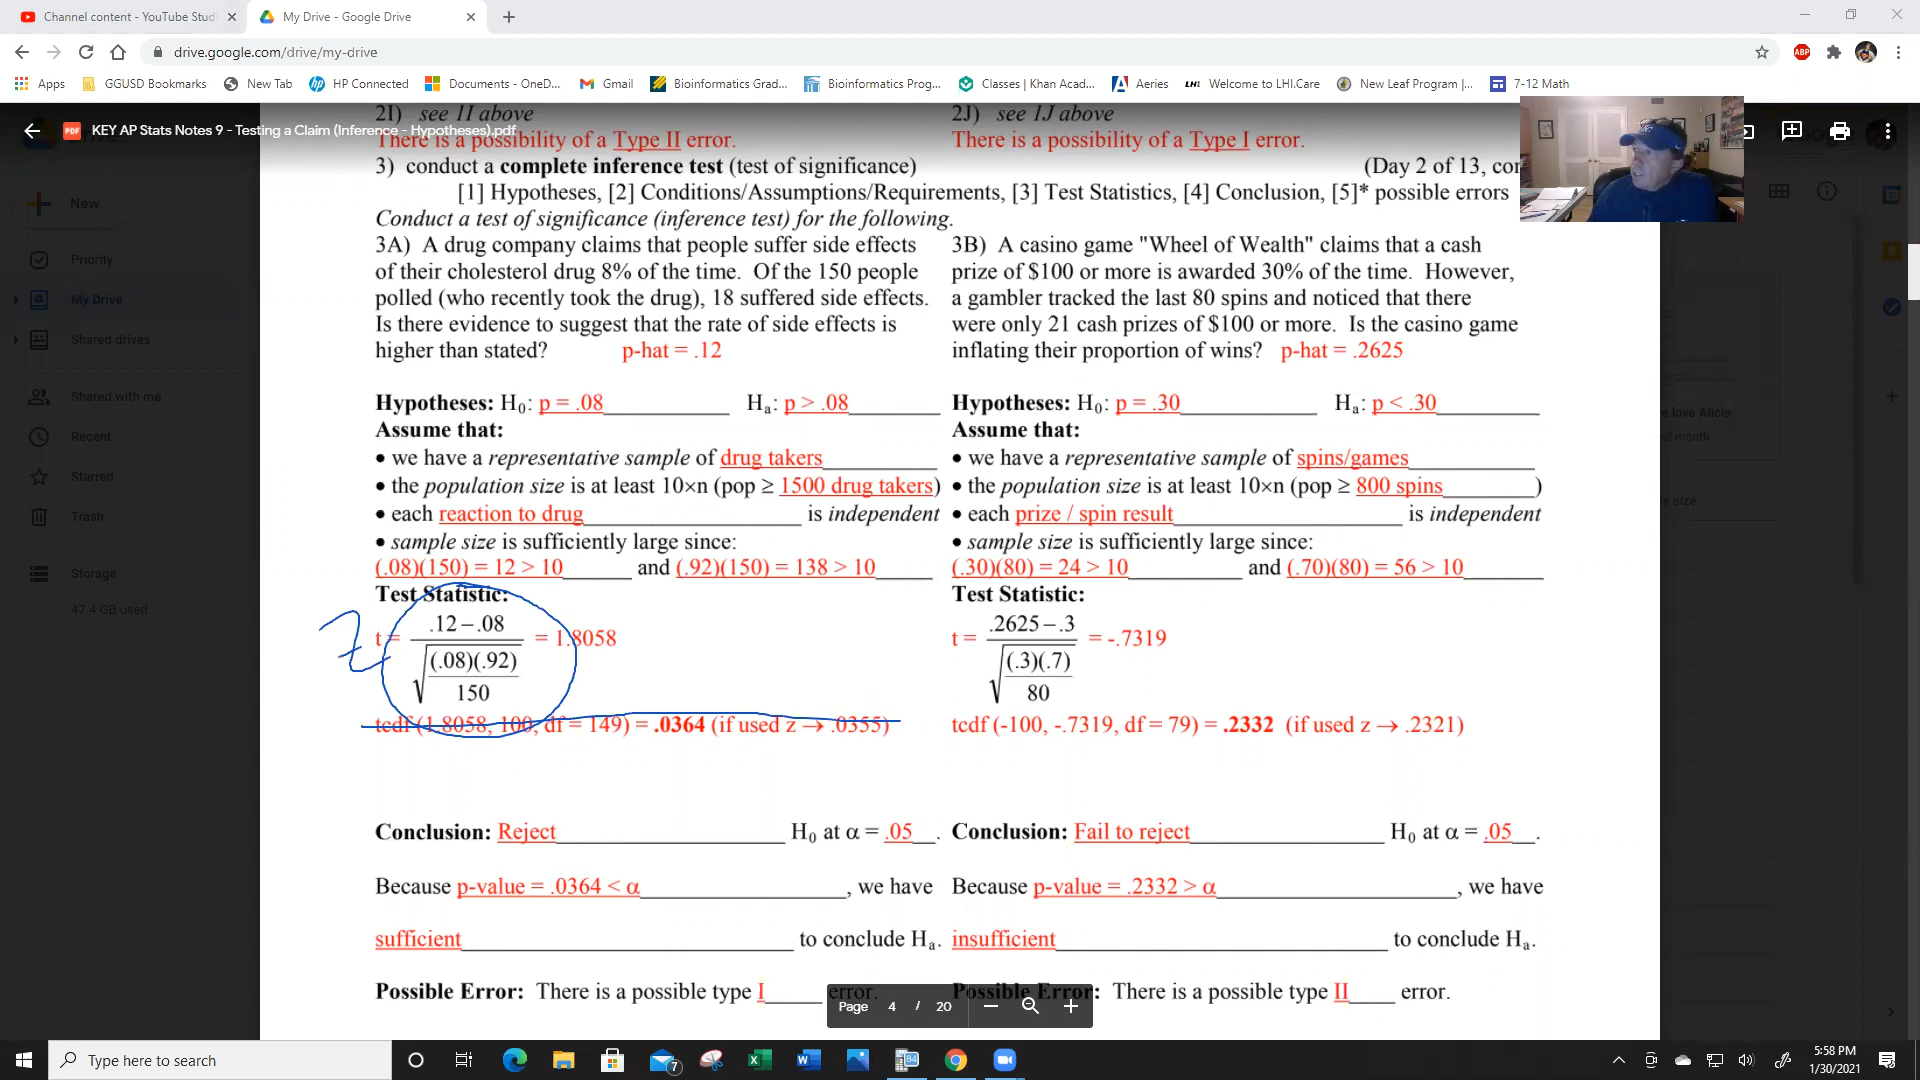 Channel content - YouTube Studi
My Drive - Google Drive
drive.google.com/drive/my-drive
ABP
Apps GGUSD Bookmarks New Tab HP Connected Documents - OneD... Gmail Bioinformatics Grad... Bioinformatics Prog... Classes | Khan Acad... Aeries LHI! Welcome to LHI.Care New Leaf Program |... 7-12 Math
PDF KEY AP Stats Notes 9 - Testing a Claim (Inference - Hypotheses).pdf
New
Priority
My Drive
Shared drives
Shared with me
Recent
Starred
Trash
Storage
47.4 GB used
2I) see 1I above
There is a possibility of a Type II error.
2J) see 1J above
There is a possibility of a Type I error.
3) conduct a complete inference test (test of significance) (Day 2 of 13, con
[1] Hypotheses, [2] Conditions/Assumptions/Requirements, [3] Test Statistics, [4] Conclusion, [5]* possible errors
Conduct a test of significance (inference test) for the following.
3A) A drug company claims that people suffer side effects
of their cholesterol drug 8% of the time. Of the 150 people
polled (who recently took the drug), 18 suffered side effects.
Is there evidence to suggest that the rate of side effects is
higher than stated? p-hat = .12
Hypotheses: H₀: p = .08 Hₐ: p > .08
Assume that:
• we have a representative sample of drug takers
• the population size is at least 10×n (pop ≥ 1500 drug takers)
• each reaction to drug is independent
• sample size is sufficiently large since:
(.08)(150) = 12 > 10 and (.92)(150) = 138 > 10
Test Statistic:
z
t = .12 – .08 / √(.08)(.92) / 150 = 1.8058
tcdf (1.8058, 100, df = 149) = .0364 (if used z → .0355)
Conclusion: Reject H₀ at α = .05.
Because p-value = .0364 < α, we have
sufficient to conclude Hₐ.
Possible Error: There is a possible type I error.
3B) A casino game "Wheel of Wealth" claims that a cash
prize of $100 or more is awarded 30% of the time. However,
a gambler tracked the last 80 spins and noticed that there
were only 21 cash prizes of $100 or more. Is the casino game
inflating their proportion of wins? p-hat = .2625
Hypotheses: H₀: p = .30 Hₐ: p < .30
Assume that:
• we have a representative sample of spins/games
• the population size is at least 10×n (pop ≥ 800 spins)
• each prize / spin result is independent
• sample size is sufficiently large since:
(.30)(80) = 24 > 10 and (.70)(80) = 56 > 10
Test Statistic:
t = .2625 – .3 / √(.3)(.7) / 80 = -.7319
tcdf (-100, -.7319, df = 79) = .2332 (if used z → .2321)
Conclusion: Fail to reject H₀ at α = .05.
Because p-value = .2332 > α, we have
insufficient to conclude Hₐ.
Possible Error: There is a possible type II error.
Page 4 / 20
love Alicia
st month
e size
Type here to search
7
84
5:58 PM
1/30/2021